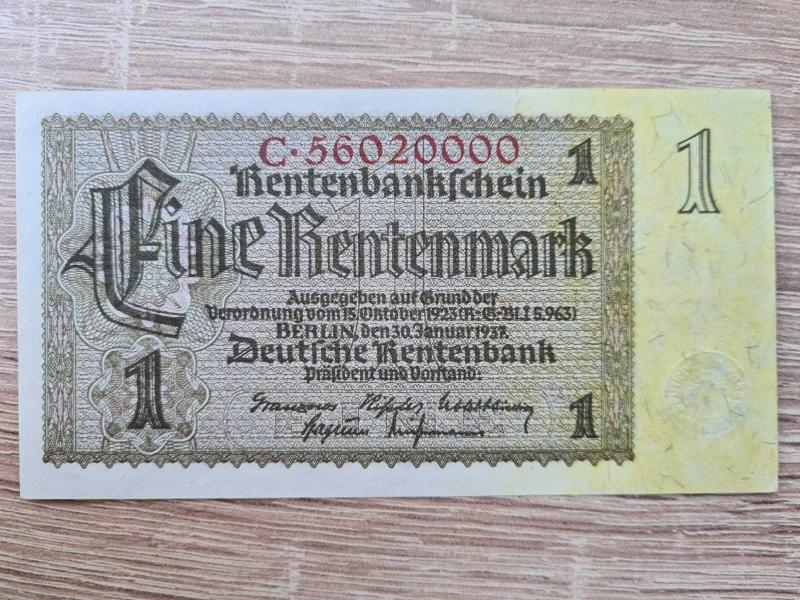 C·56020000
Rentenbankschein 1 1
Eine Rentenmark
Ausgegeben auf Grund der
Verordnung vom 15. Oktober 1923 (R.-G-Bl. I S. 963)
BERLIN, den 30. Januar 1937.
Deutsche Rentenbank
Präsident und Vorstand:
1 1